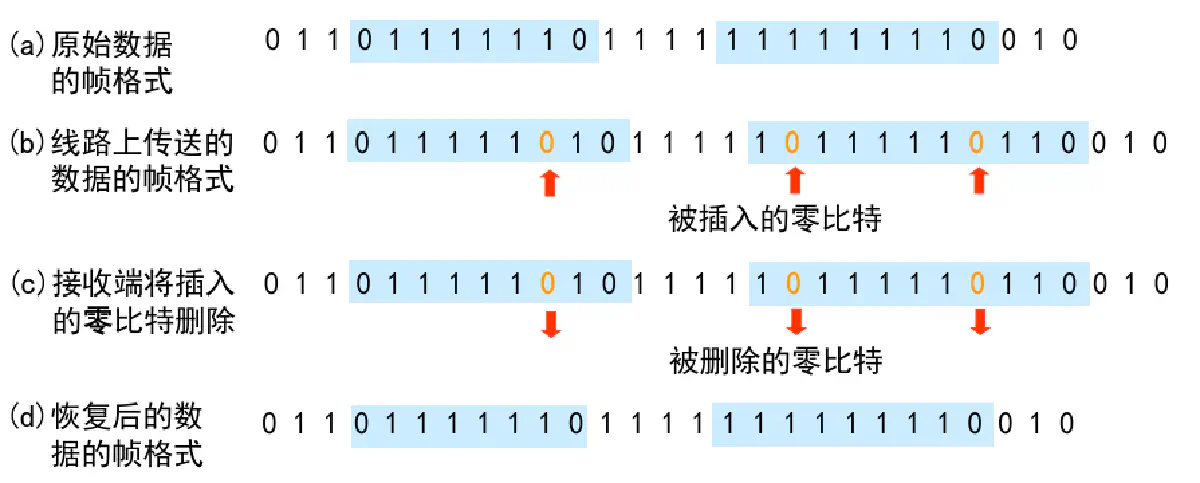 (a) 原始数据 0 1 1 0 1 1 1 1 1 1 0 1 1 1 1 1 1 1 1 1 1 1 1 0 0 1 0
的帧格式
(b) 线路上传送的 0 1 1 0 1 1 1 1 1 0 1 0 1 1 1 1 1 0 1 1 1 1 1 0 1 1 0 0 1 0
数据的帧格式
被插入的零比特
(c) 接收端将插入 0 1 1 0 1 1 1 1 1 0 1 0 1 1 1 1 1 0 1 1 1 1 1 0 1 1 0 0 1 0
的零比特删除
被删除的零比特
(d) 恢复后的数 0 1 1 0 1 1 1 1 1 1 0 1 1 1 1 1 1 1 1 1 1 1 1 0 0 1 0
据的帧格式